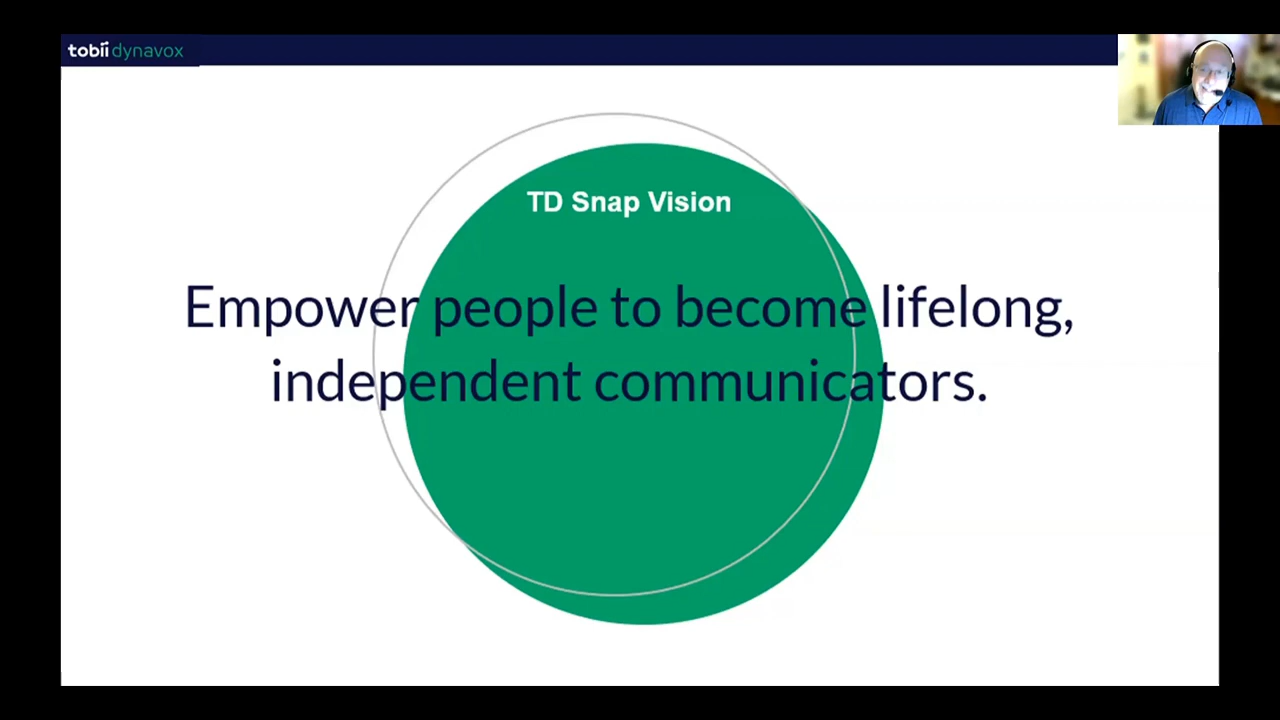 tobii dynavox
TD Snap Vision
Empower people to become lifelong,
independent communicators.